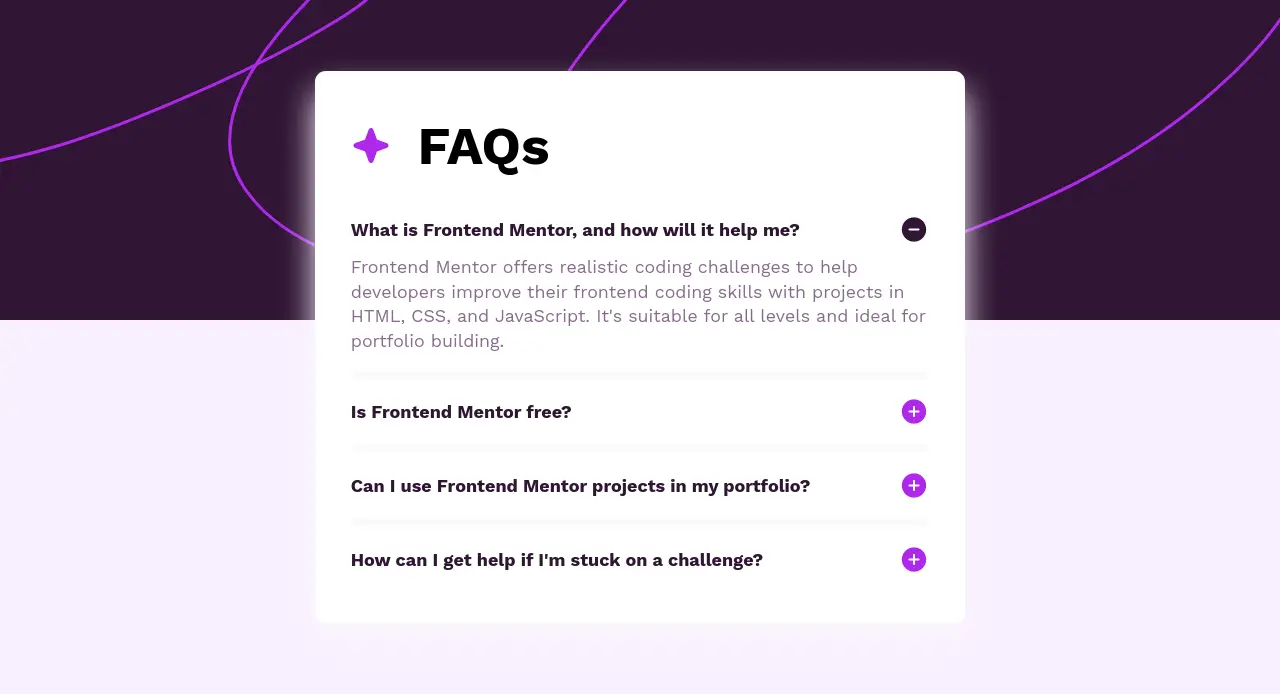 FAQs
What is Frontend Mentor, and how will it help me?
Frontend Mentor offers realistic coding challenges to help
developers improve their frontend coding skills with projects in
HTML, CSS, and JavaScript. It's suitable for all levels and ideal for
portfolio building.
Is Frontend Mentor free?
Can I use Frontend Mentor projects in my portfolio?
How can I get help if I'm stuck on a challenge?